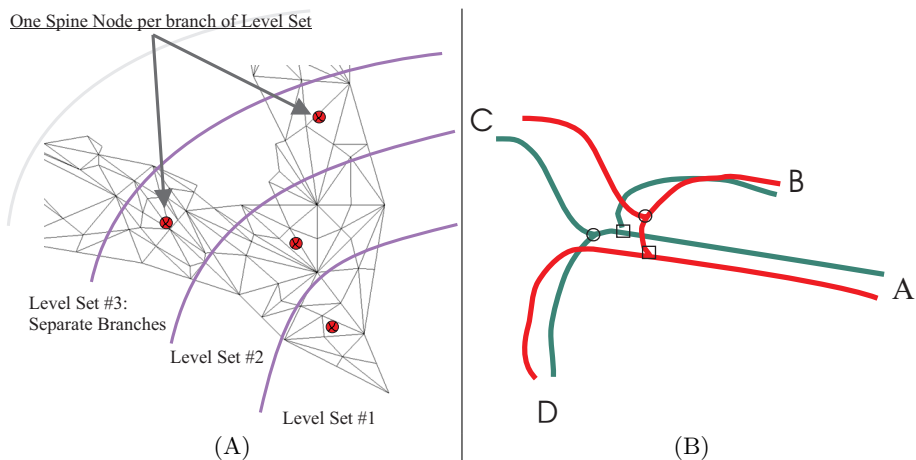 One Spine Node per branch of Level Set
Level Set #3:
Separate Branches
Level Set #2
Level Set #1
(A)
C
B
A
D
(B)